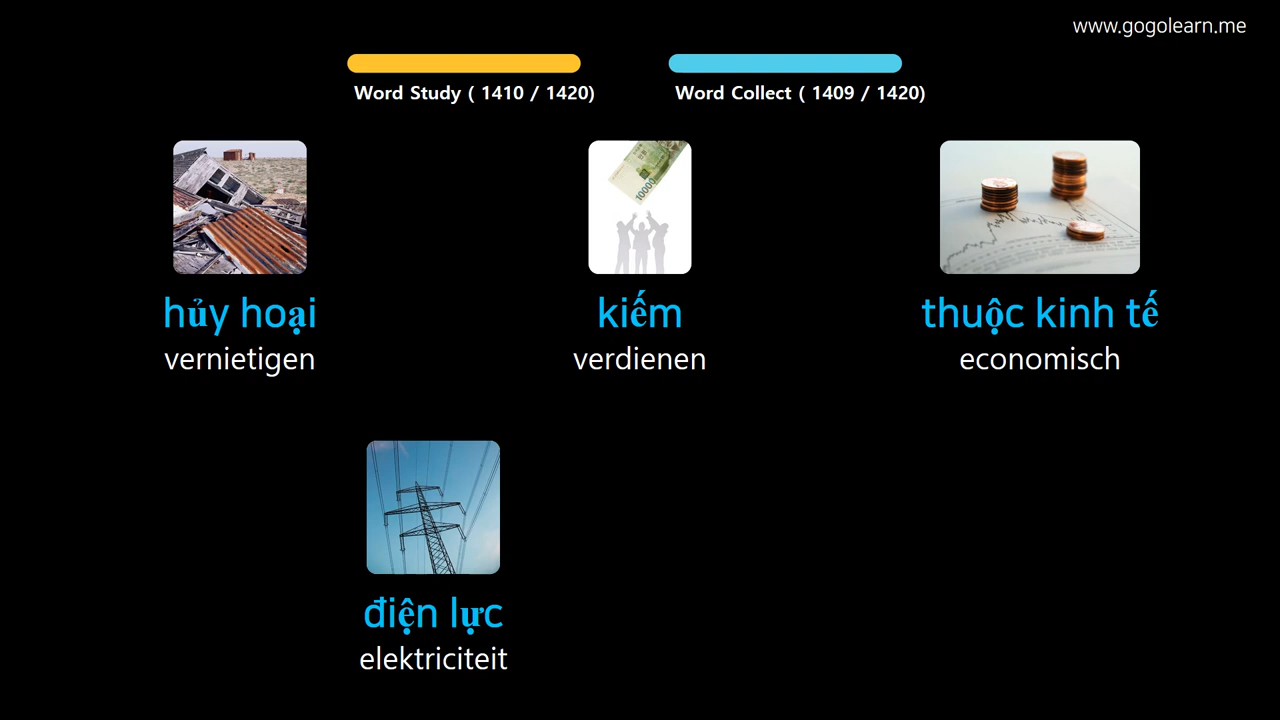 www.gogolearn.me
Word Study ( 1410 / 1420)
Word Collect ( 1409 / 1420)
10000
hủy hoại
kiếm
thuộc kinh tế
vernietigen
verdienen
economisch
điện lực
elektriciteit